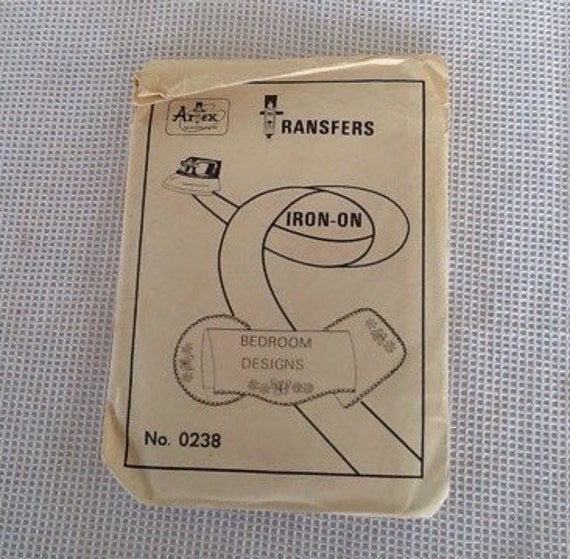 Artex
TRANSFERS
IRON-ON
BEDROOM
DESIGNS
No. 0238